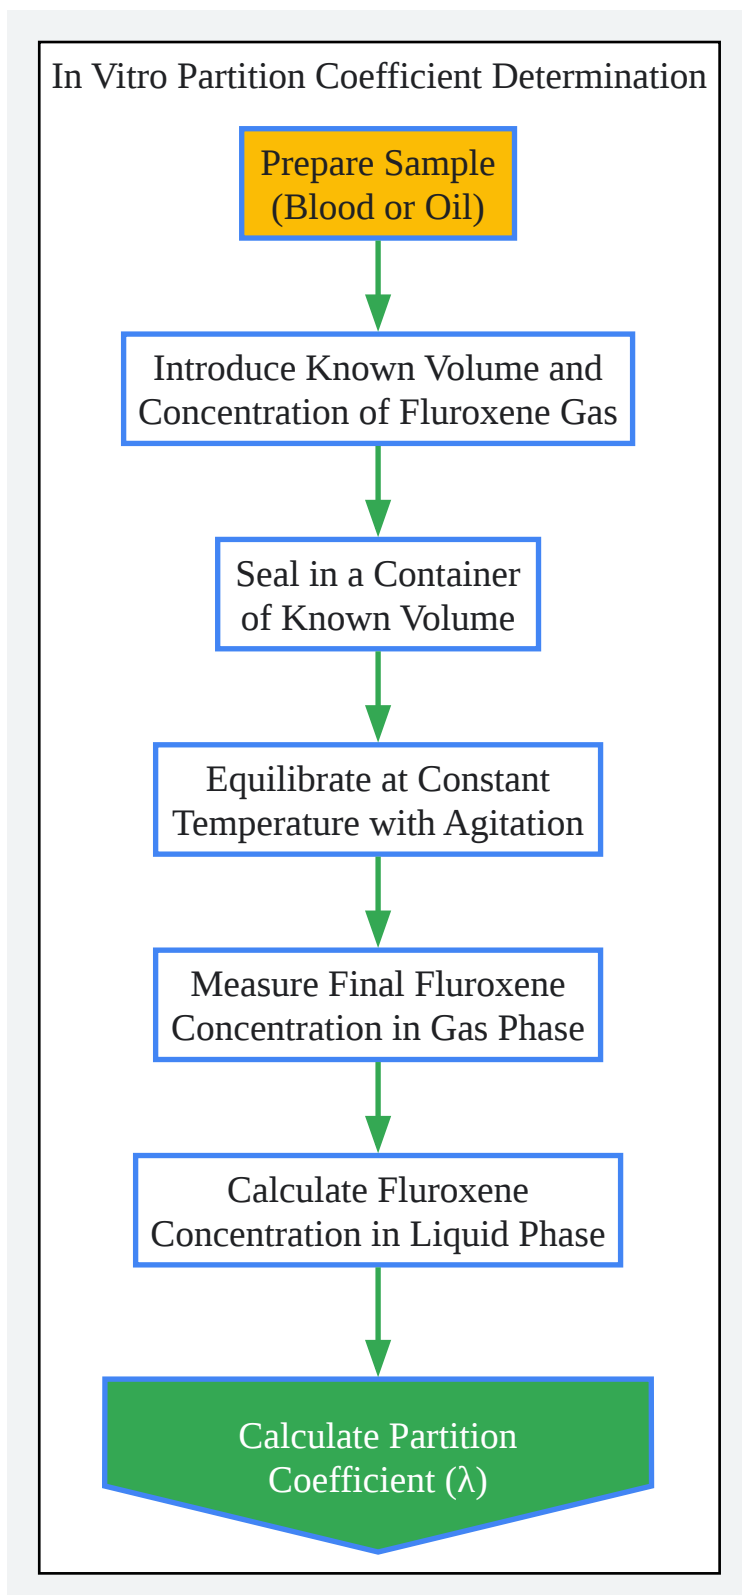 In Vitro Partition Coefficient Determination
Prepare Sample
(Blood or Oil)
Introduce Known Volume and
Concentration of Fluroxene Gas
Seal in a Container
of Known Volume
Equilibrate at Constant
Temperature with Agitation
Measure Final Fluroxene
Concentration in Gas Phase
Calculate Fluroxene
Concentration in Liquid Phase
Calculate Partition
Coefficient (λ)